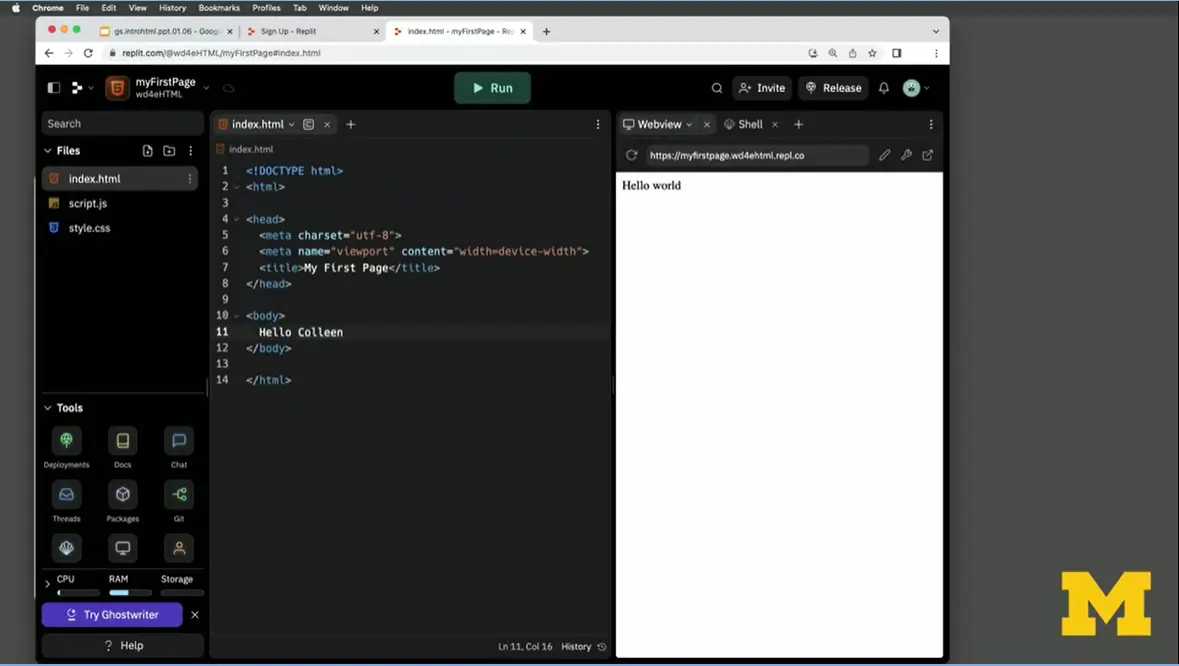 Chrome File Edit View History Bookmarks Profiles Tab Window Help
gs.introhtml.ppt.01.06 - Goog
Sign Up - Replit
index.html - myFirstPage - Rep
replit.com/@wd4eHTML/myFirstPage#index.html
myFirstPage
wd4eHTML
Run
Invite
Release
Search
Files
index.html
script.js
style.css
Tools
Deployments Docs Chat
Threads Packages Git
CPU RAM Storage
Try Ghostwriter
? Help
index.html
index.html
1 <!DOCTYPE html>
2 <html>
3
4 <head>
5 <meta charset="utf-8">
6 <meta name="viewport" content="width=device-width">
7 <title>My First Page</title>
8 </head>
9
10 <body>
11 Hello Colleen
12 </body>
13
14 </html>
Ln 11, Col 16 History
Webview
Shell
https://myfirstpage.wd4ehtml.repl.co
Hello world
M